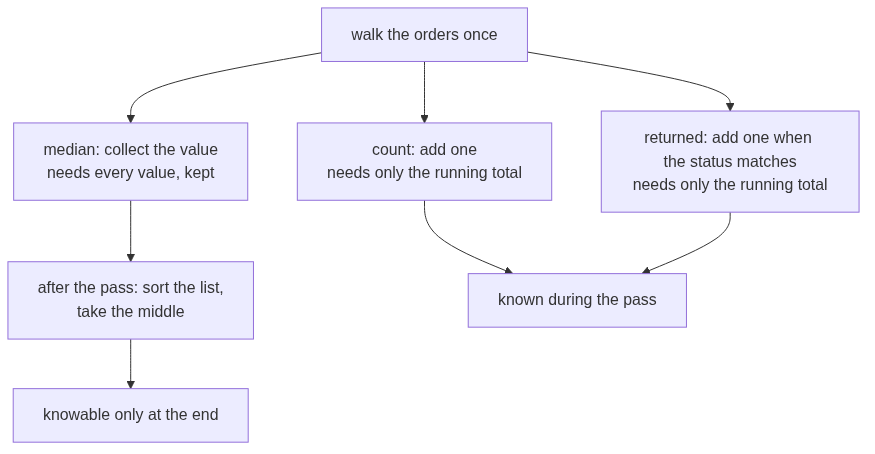 walk the orders once
median: collect the value
needs every value, kept
count: add one
needs only the running total
returned: add one when
the status matches
needs only the running total
after the pass: sort the list,
take the middle
known during the pass
knowable only at the end